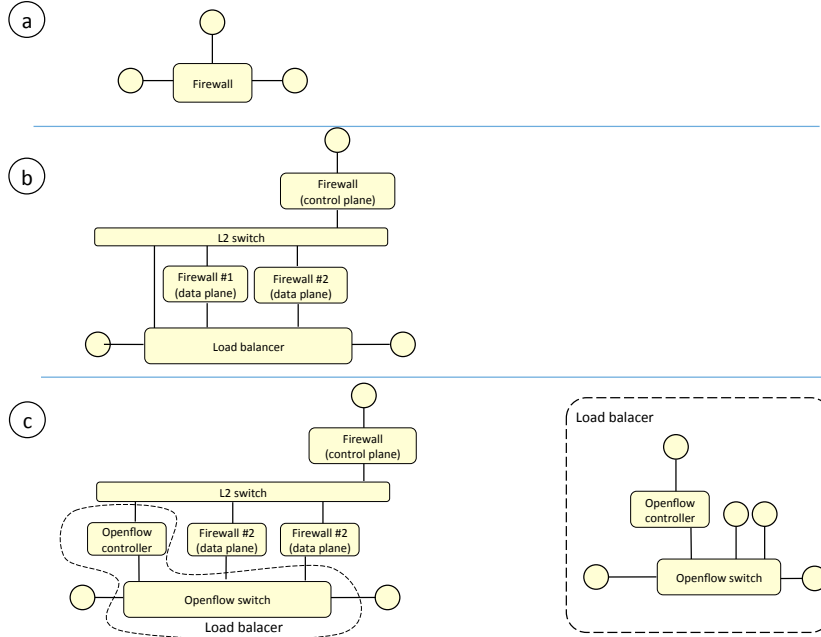 a
Firewall
b
Firewall
(control plane)
L2 switch
Firewall #1
(data plane)
Firewall #2
(data plane)
Load balancer
c
Firewall
(control plane)
L2 switch
Openflow
controller
Firewall #2
(data plane)
Firewall #2
(data plane)
Openflow switch
Load balacer
Load balacer
Openflow
controller
Openflow switch